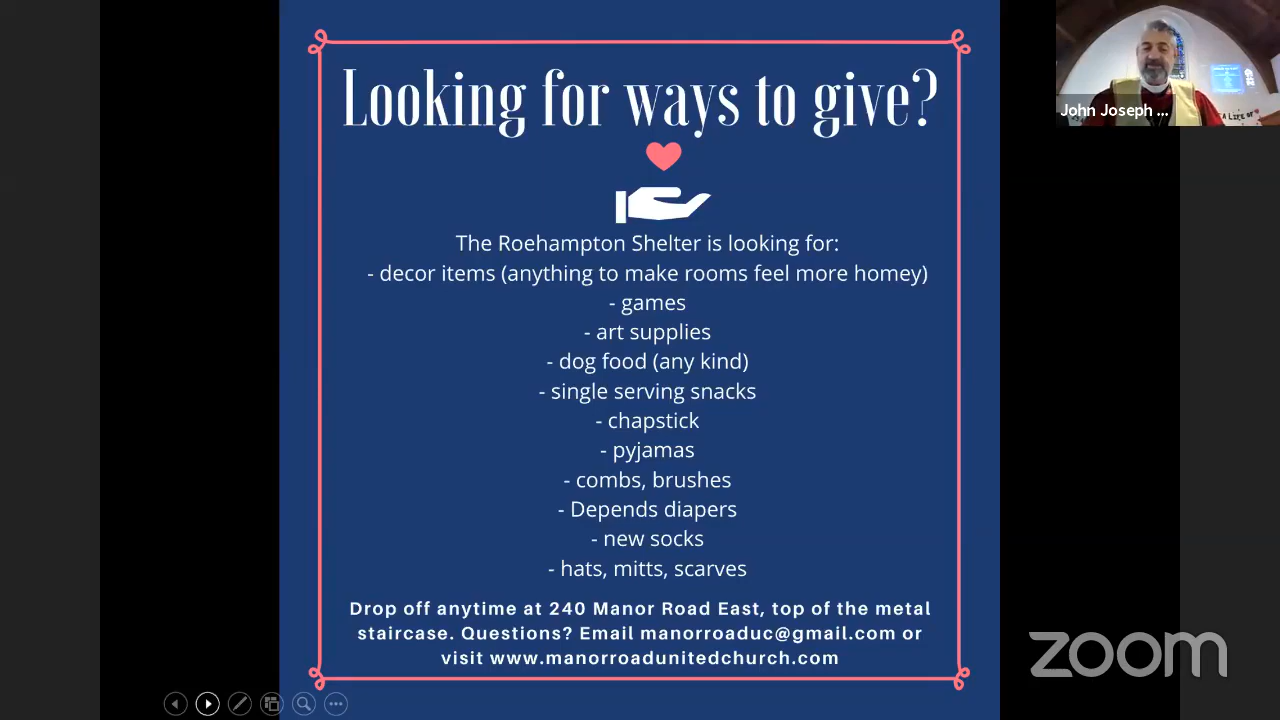 Looking for ways to give?
The Roehampton Shelter is looking for:
- decor items (anything to make rooms feel more homey)
- games
- art supplies
- dog food (any kind)
- single serving snacks
- chapstick
- pyjamas
- combs, brushes
- Depends diapers
- new socks
- hats, mitts, scarves
Drop off anytime at 240 Manor Road East, top of the metal
staircase. Questions? Email manorroaduc@gmail.com or
visit www.manorroadunitedchurch.com
John Joseph ...
zoom